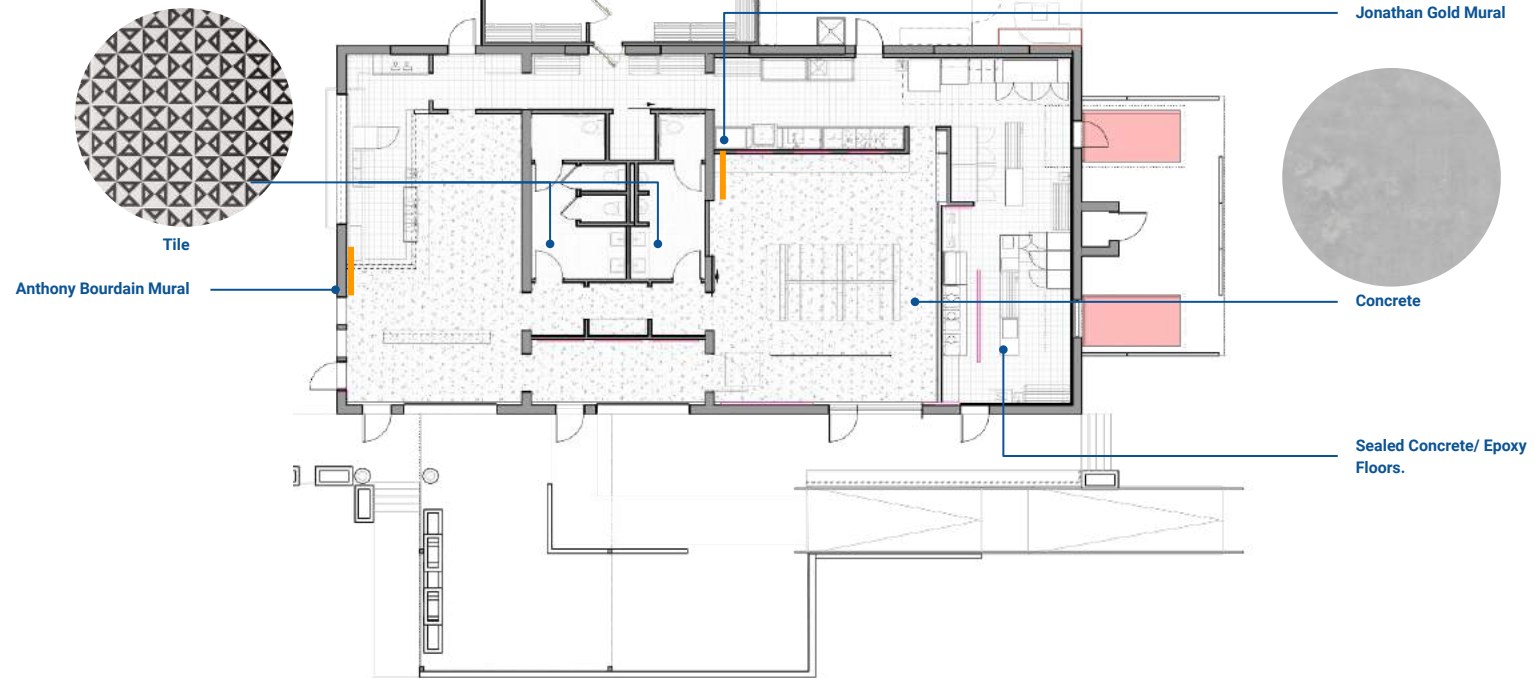 Jonathan Gold Mural
Tile
Anthony Bourdain Mural
Concrete
Sealed Concrete/ Epoxy
Floors.